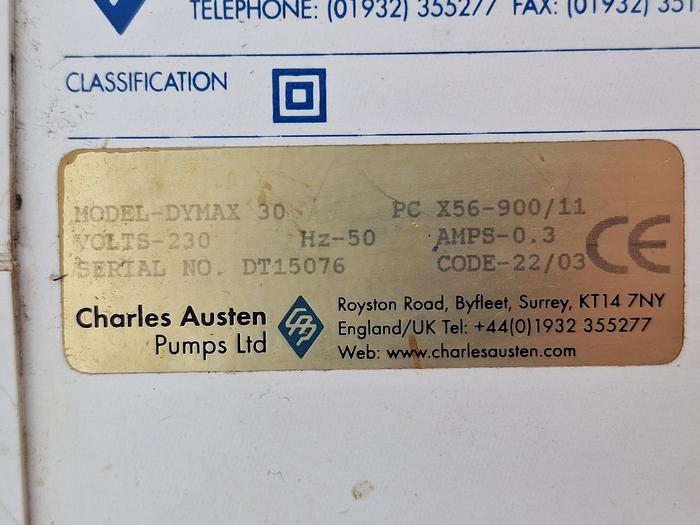 TELEPHONE: (01932) 355277 FAX: (01932) 351
CLASSIFICATION
MODEL-DYMAX 30 PC X56-900/11
VOLTS-230 Hz-50 AMPS-0.3
SERIAL NO. DT15076 CODE-22/03
CE
Charles Austen
Pumps Ltd
CAP
Royston Road, Byfleet, Surrey, KT14 7NY
England/UK Tel: +44(0)1932 355277
Web: www.charlesausten.com